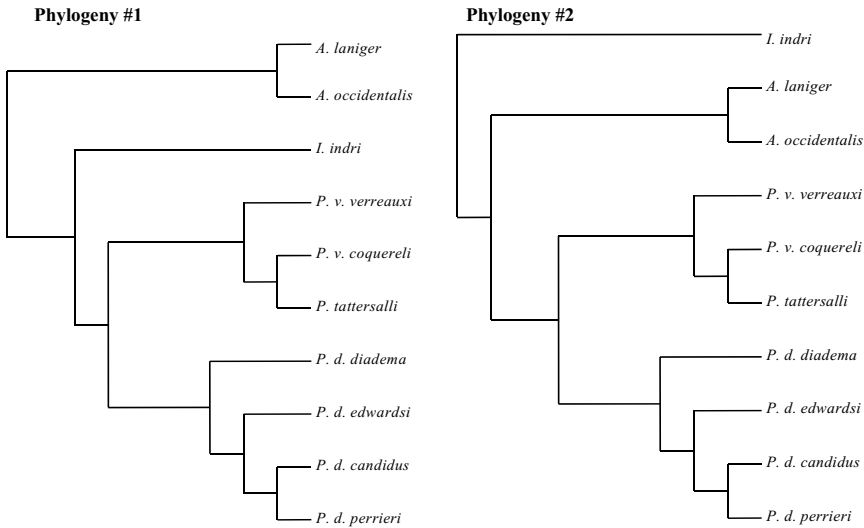 Phylogeny #1
A. laniger
A. occidentalis
I. indri
P. v. verreauxi
P. v. coquereli
P. tattersalli
P. d. diadema
P. d. edwardsi
P. d. candidus
P. d. perrieri
Phylogeny #2
I. indri
A. laniger
A. occidentalis
P. v. verreauxi
P. v. coquereli
P. tattersalli
P. d. diadema
P. d. edwardsi
P. d. candidus
P. d. perrieri